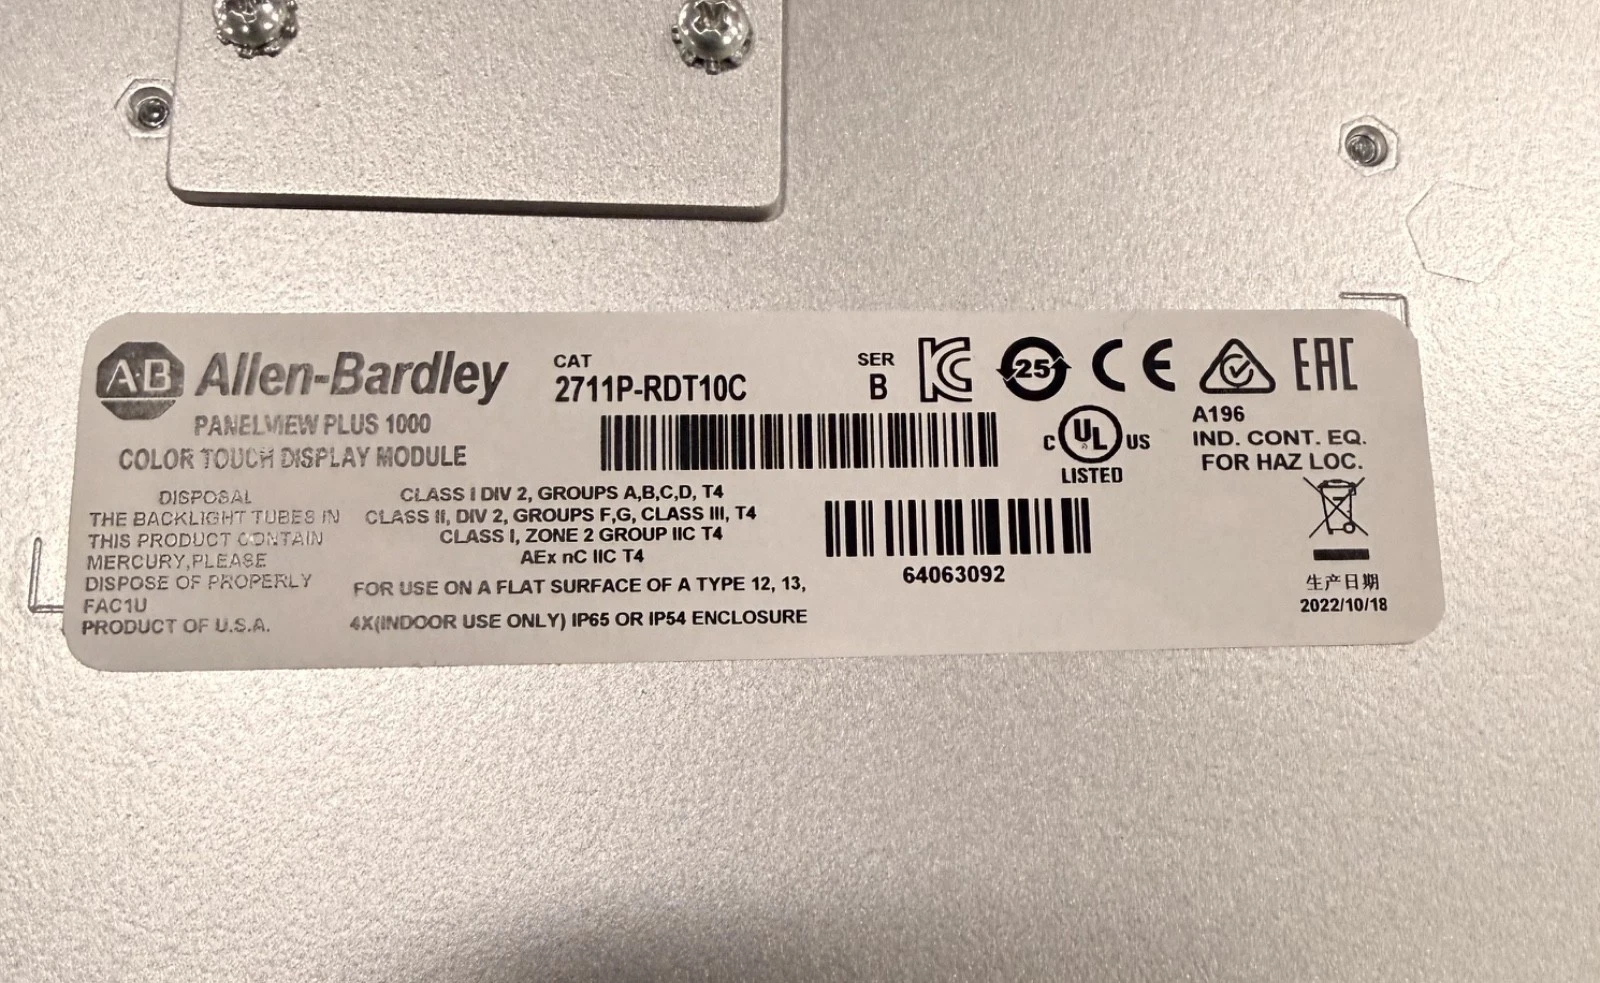 AB Allen-Bardley
PANELVIEW PLUS 1000
COLOR TOUCH DISPLAY MODULE
CAT
2711P-RDT10C
SER
B
25
CE
EAC
C UL US
LISTED
A196
IND. CONT. EQ.
FOR HAZ LOC.
DISPOSAL
THE BACKLIGHT TUBES IN
THIS PRODUCT CONTAIN
MERCURY,PLEASE
DISPOSE OF PROPERLY
FAC1U
PRODUCT OF U.S.A.
CLASS I DIV 2, GROUPS A,B,C,D, T4
CLASS II, DIV 2, GROUPS F,G, CLASS III, T4
CLASS I, ZONE 2 GROUP IIC T4
AEx nC IIC T4
FOR USE ON A FLAT SURFACE OF A TYPE 12, 13,
4X(INDOOR USE ONLY) IP65 OR IP54 ENCLOSURE
64063092
生产日期
2022/10/18